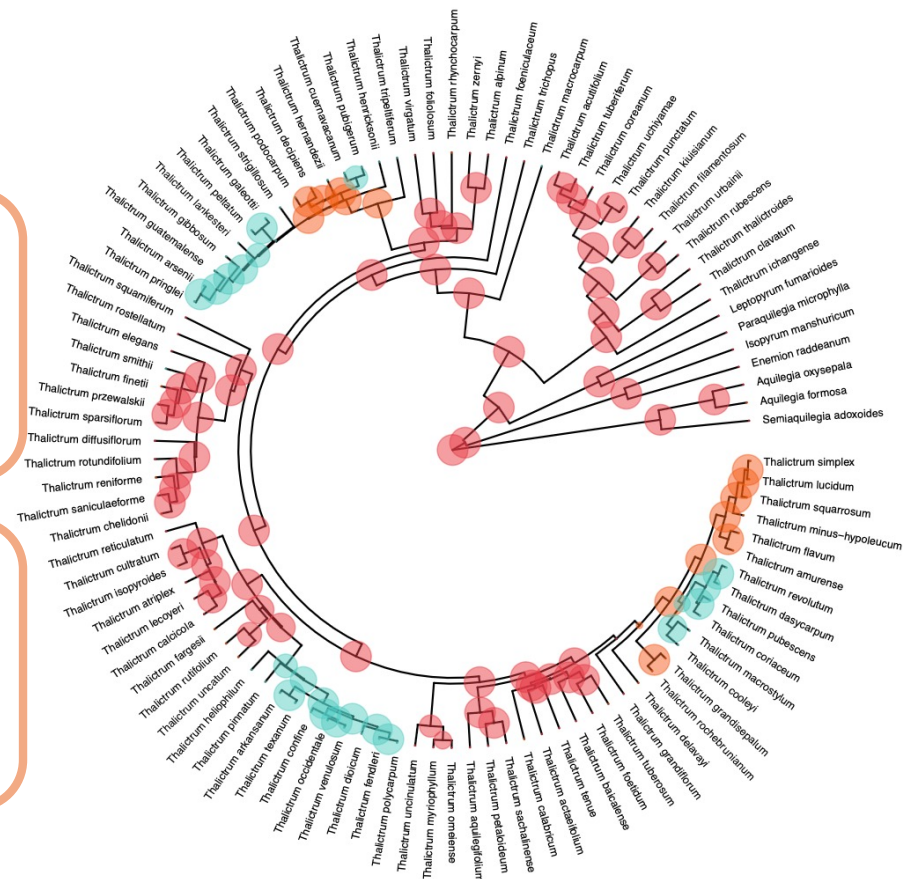 Thalictrum cuernavacanum
Thalictrum pubigerum
Thalictrum henricksonii
Thalictrum tripeltiferum
Thalictrum virgatum
Thalictrum foliolosum
Thalictrum rhynchocarpum
Thalictrum zernyi
Thalictrum alpinum
Thalictrum foeniculaceum
Thalictrum trichopus
Thalictrum macrocarpum
Thalictrum acutifolium
Thalictrum tuberiferum
Thalictrum coreanum
Thalictrum uchiyamae
Thalictrum punctatum
Thalictrum kiusianum
Thalictrum filamentosum
Thalictrum urbainii
Thalictrum rubescens
Thalictrum thalictroides
Thalictrum clavatum
Thalictrum ichangense
Leptopyrum fumarioides
Paraquilegia microphylla
Isopyrum manshuricum
Enemion raddeanum
Aquilegia oxysepala
Aquilegia formosa
Semiaquilegia adoxoides
Thalictrum simplex
Thalictrum lucidum
Thalictrum squarrosum
Thalictrum minus-hypoleucum
Thalictrum flavum
Thalictrum amurense
Thalictrum revolutum
Thalictrum dasycarpum
Thalictrum pubescens
Thalictrum coriaceum
Thalictrum macrostylum
Thalictrum cooleyi
Thalictrum grandisepalum
Thalictrum rochebrunianum
Thalictrum delavayi
Thalictrum grandiflorum
Thalictrum tuberosum
Thalictrum foetidum
Thalictrum baicalense
Thalictrum tenue
Thalictrum actaeifolium
Thalictrum calabricum
Thalictrum sachalinense
Thalictrum petaloideum
Thalictrum aquilegifolium
Thalictrum omeiense
Thalictrum myriophyllum
Thalictrum uncinulatum
Thalictrum polycarpum
Thalictrum fendleri
Thalictrum dioicum
Thalictrum venulosum
Thalictrum occidentale
Thalictrum confine
Thalictrum texanum
Thalictrum arkansanum
Thalictrum pinnatum
Thalictrum heliophilum
Thalictrum uncatum
Thalictrum rutifolium
Thalictrum fargesii
Thalictrum calcicola
Thalictrum lecoyeri
Thalictrum atriplex
Thalictrum isopyroides
Thalictrum cultratum
Thalictrum reticulatum
Thalictrum chelidonii
Thalictrum saniculaeforme
Thalictrum reniforme
Thalictrum rotundifolium
Thalictrum diffusiflorum
Thalictrum sparsiflorum
Thalictrum przewalskii
Thalictrum finetii
Thalictrum smithii
Thalictrum elegans
Thalictrum rostellatum
Thalictrum squamiferum
Thalictrum pringlei
Thalictrum arsenii
Thalictrum guatemalense
Thalictrum gibbosum
Thalictrum lankesteri
Thalictrum peltatum
Thalictrum galeottii
Thalictrum strigillosum
Thalictrum podocarpum
Thalictrum decipiens
Thalictrum hernandezii